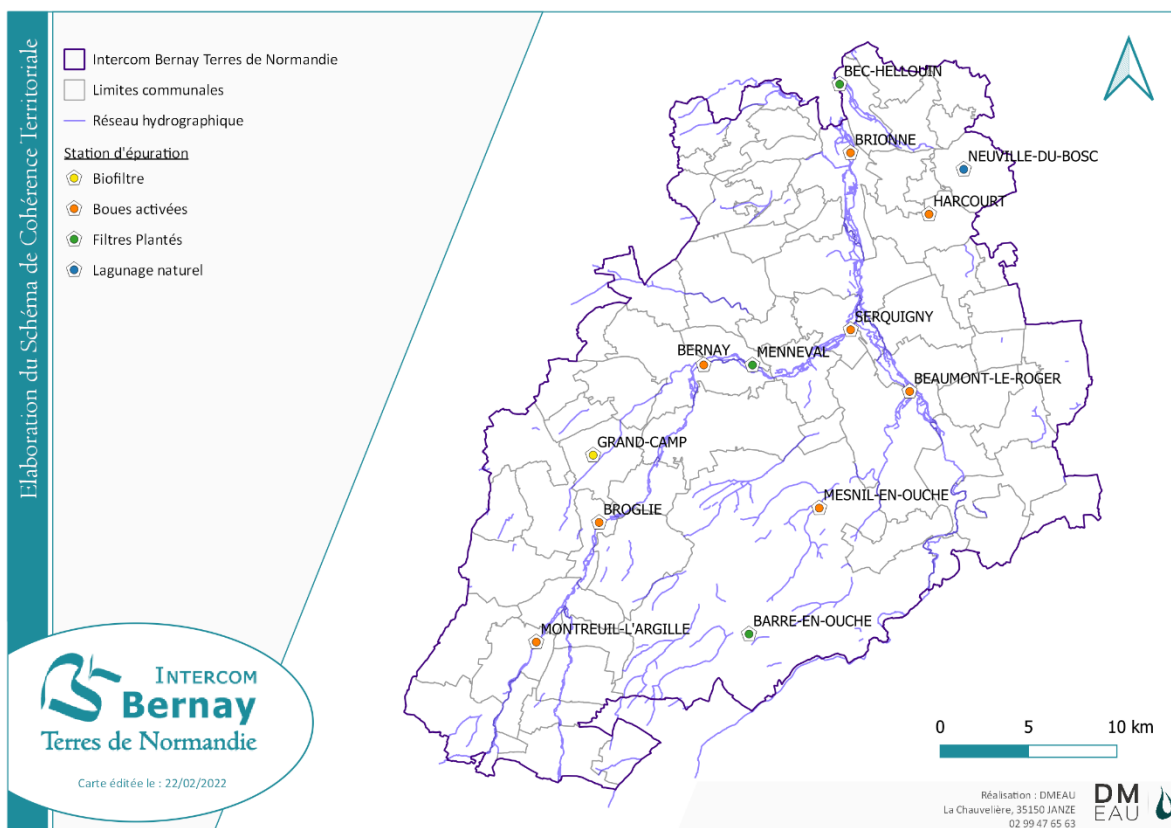 Elaboration du Schéma de Cohérence Territoriale
Intercom Bernay Terres de Normandie
Limites communales
Réseau hydrographique
Station d'épuration
Biofiltre
Boues activées
Filtres Plantés
Lagunage naturel
BEC-HELLOUIN
BRIONNE
NEUVILLE-DU-BOSC
HARCOURT
SERQUIGNY
BERNAY
MENNEVAL
BEAUMONT-LE-ROGER
GRAND-CAMP
MESNIL-EN-OUCHE
BROGLIE
BARRE-EN-OUCHE
MONTREUIL-L'ARGILLE
INTERCOM
Bernay
Terres de Normandie
Carte éditée le : 22/02/2022
0 5 10 km
Réalisation : DMEAU
La Chauvelière, 35150 JANZE
02 99 47 65 63
DM
EAU